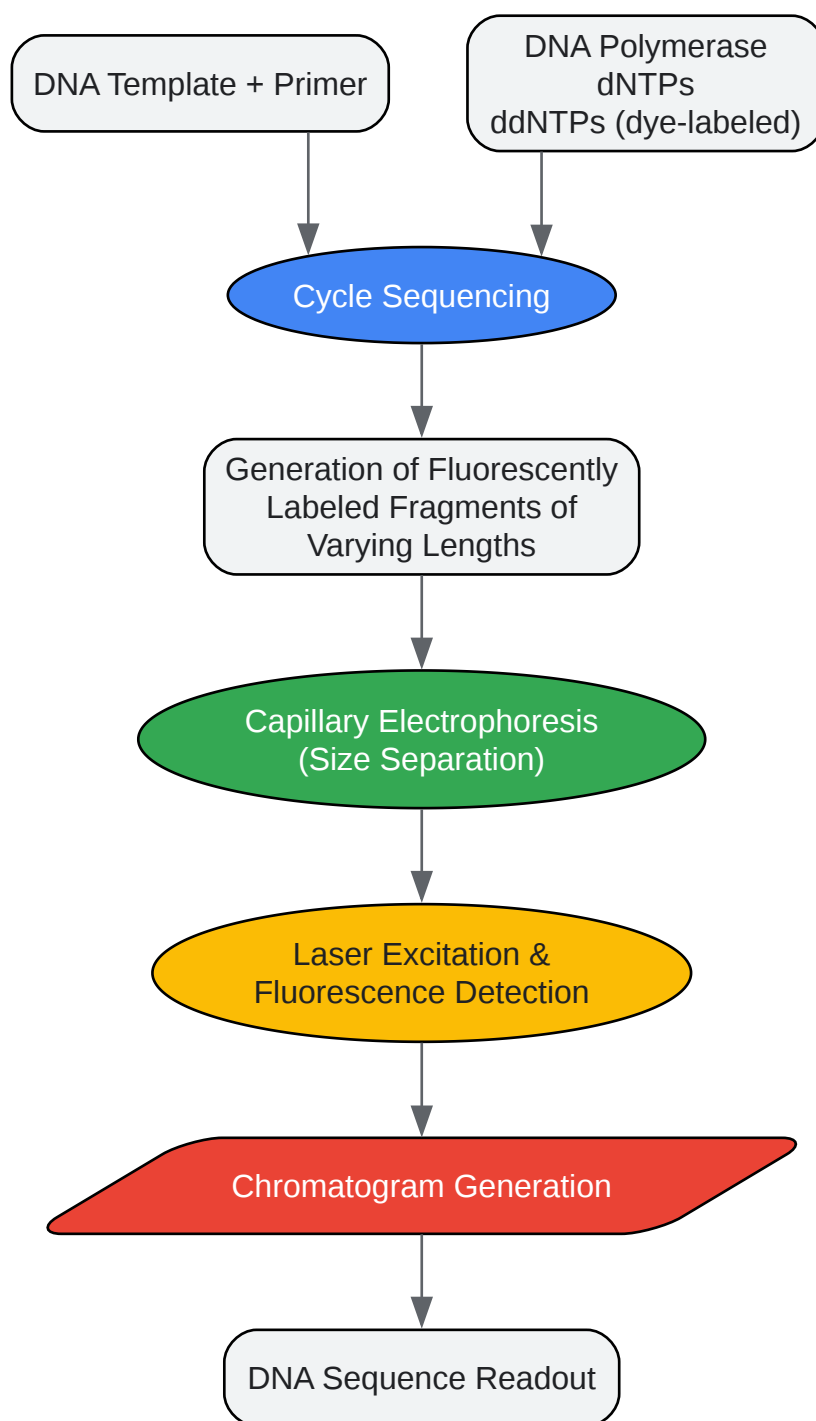 DNA Template + Primer
DNA Polymerase
dNTPs
ddNTPs (dye-labeled)
Cycle Sequencing
Generation of Fluorescently
Labeled Fragments of
Varying Lengths
Capillary Electrophoresis
(Size Separation)
Laser Excitation &
Fluorescence Detection
Chromatogram Generation
DNA Sequence Readout